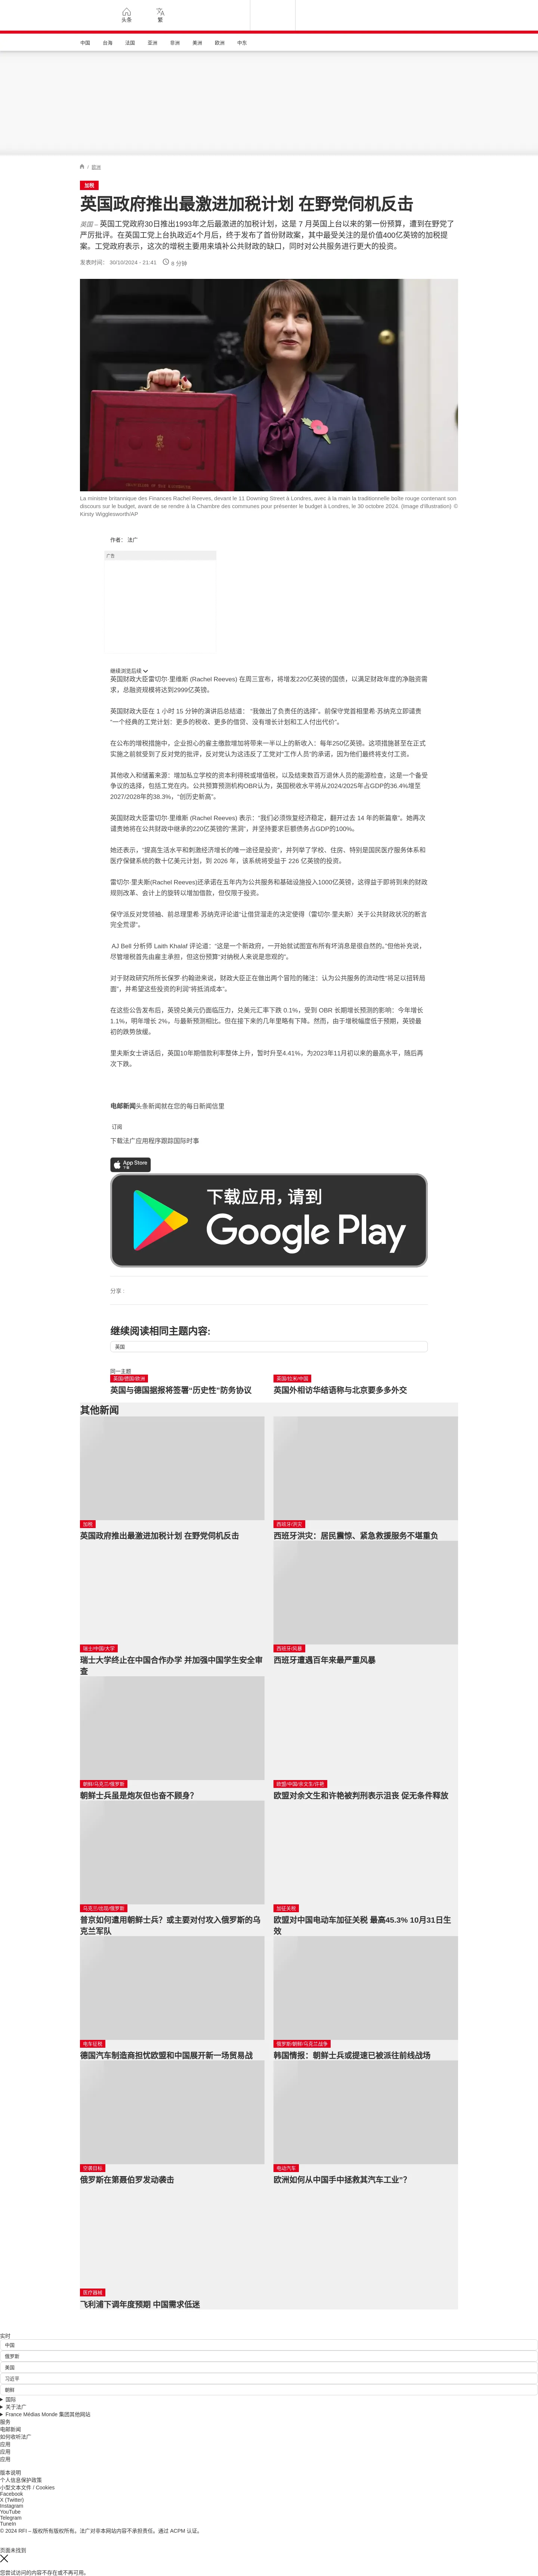 头条
繁
中国 台海 法国 亚洲 非洲 美洲 欧洲 中东
/ 欧洲
加税
英国政府推出最激进加税计划 在野党伺机反击
英国 – 英国工党政府30日推出1993年之后最激进的加税计划，这是 7 月英国上台以来的第一份预算，遭到在野党了严厉批评。在英国工党上台执政近4个月后，终于发布了首份财政案，其中最受关注的是价值400亿英镑的加税提案。工党政府表示，这次的增税主要用来填补公共财政的缺口，同时对公共服务进行更大的投资。
发表时间： 30/10/2024 - 21:41
6 分钟
La ministre britannique des Finances Rachel Reeves, devant le 11 Downing Street à Londres, avec à la main la traditionnelle boîte rouge contenant son discours sur le budget, avant de se rendre à la Chambre des communes pour présenter le budget à Londres, le 30 octobre 2024. (Image d'illustration) © Kirsty Wigglesworth/AP
作者： 法广
广告
继续浏览后续
英国财政大臣雷切尔·里维斯 (Rachel Reeves) 在周三宣布，将增发220亿英镑的国债，以满足财政年度的净融资需求，总融资规模将达到2999亿英镑。
英国财政大臣在 1 小时 15 分钟的演讲后总结道： “我做出了负责任的选择”。前保守党首相里希·苏纳克立即谴责“一个经典的工党计划：更多的税收、更多的借贷、没有增长计划和工人付出代价”。
在公布的增税措施中，企业担心的雇主缴款增加将带来一半以上的新收入：每年250亿英镑。这项措施甚至在正式实施之前就受到了反对党的批评，反对党认为这违反了工党对“工作人员”的承诺，因为他们最终将支付工资。
其他收入和储蓄来源：增加私立学校的资本利得税或增值税，以及结束数百万退休人员的能源检查，这是一个备受争议的选择，包括工党在内。公共预算预测机构OBR认为，英国税收水平将从2024/2025年占GDP的36.4%增至2027/2028年的38.3%，“创历史新高”。
英国财政大臣雷切尔·里维斯 (Rachel Reeves) 表示：“我们必须恢复经济稳定，翻开过去 14 年的新篇章”。她再次谴责她将在公共财政中继承的220亿英镑的“黑洞”，并坚持要求巨额债务占GDP的100%。
她还表示，“提高生活水平和刺激经济增长的唯一途径是投资”，并列举了学校、住房、特别是国民医疗服务体系和医疗保健系统的数十亿美元计划，到 2026 年，该系统将受益于 226 亿英镑的投资。
雷切尔·里夫斯(Rachel Reeves)还承诺在五年内为公共服务和基础设施投入1000亿英镑，这得益于即将到来的财政规则改革、会计上的旋转以增加借款，但仅限于投资。
保守派反对党领袖、前总理里希·苏纳克评论道“让借贷溜走的决定使得（雷切尔·里夫斯）关于公共财政状况的断言完全荒谬”。
AJ Bell 分析师 Laith Khalaf 评论道：“这是一个新政府，一开始就试图宣布所有坏消息是很自然的。”但他补充说，尽管增税首先由雇主承担，但这份预算“对纳税人来说是悲观的”。
对于财政研究所所长保罗·约翰逊来说，财政大臣正在做出两个冒险的赌注：认为公共服务的流动性“将足以扭转局面”，并希望这些投资的利润“将抵消成本”。
在这些公告发布后，英镑兑美元仍面临压力，兑美元汇率下跌 0.1%，受到 OBR 长期增长预测的影响：今年增长 1.1%，明年增长 2%。与最新预测相比。但在接下来的几年里略有下降。然而，由于增税幅度低于预期，英镑最初的跌势放缓。
里夫斯女士讲话后，英国10年期借款利率整体上升，暂时升至4.41%，为2023年11月初以来的最高水平，随后再次下跌。
电邮新闻头条新闻就在您的每日新闻信里
订阅
下载法广应用程序跟踪国际时事
App Store 下载
下载应用，请到 Google Play
分享 :
继续阅读相同主题内容:
英国
同一主题
英国/德国/欧洲
英国与德国据报将签署“历史性”防务协议
英国/拉米/中国
英国外相访华结语称与北京要多多外交
其他新闻
加税
英国政府推出最激进加税计划 在野党伺机反击
西班牙/洪灾
西班牙洪灾：居民震惊、紧急救援服务不堪重负
瑞士/中国/大学
瑞士大学终止在中国合作办学 并加强中国学生安全审查
西班牙/风暴
西班牙遭遇百年来最严重风暴
朝鲜/乌克兰/俄罗斯
朝鲜士兵虽是炮灰但也奋不顾身？
欧盟/中国/余文生/许艳
欧盟对余文生和许艳被判刑表示沮丧 促无条件释放
乌克兰/出现/俄罗斯
普京如何遣用朝鲜士兵？或主要对付攻入俄罗斯的乌克兰军队
加征关税
欧盟对中国电动车加征关税 最高45.3% 10月31日生效
电车征税
德国汽车制造商担忧欧盟和中国展开新一场贸易战
俄罗斯/朝鲜/乌克兰战争
韩国情报：朝鲜士兵或提速已被派往前线战场
空袭目标
俄罗斯在第聂伯罗发动袭击
电动汽车
欧洲如何从中国手中拯救其汽车工业“？
医疗器械
飞利浦下调年度预期 中国需求低迷
实时
中国
俄罗斯
美国
习近平
朝鲜
国际
关于法广
France Médias Monde 集团其他网站
服务
电邮新闻
如何收听法广
应用
应用
应用
版本说明
个人信息保护政策
小型文本文件 / Cookies
Facebook
X (Twitter)
Instagram
YouTube
Telegram
TuneIn
© 2024 RFI – 版权所有版权所有。法广对非本网站内容不承担责任。通过 ACPM 认证。
页面未找到
您尝试访问的内容不存在或不再可用。